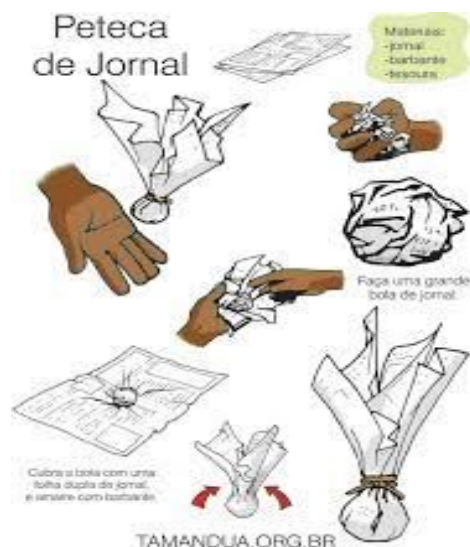 Peteca
de Jornal
Materiais:
-jornal
-barbante
-tesoura
Faça uma grande
bola de jornal.
Cubra a bola com uma
folha dupla de jornal,
e amarre com barbante.
TAMANDUA.ORG.BR